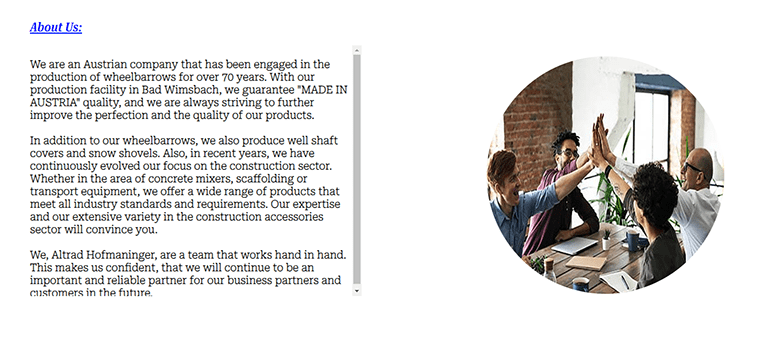 About Us:
We are an Austrian company that has been engaged in the
production of wheelbarrows for over 70 years. With our
production facility in Bad Wimsbach, we guarantee "MADE IN
AUSTRIA" quality, and we are always striving to further
improve the perfection and the quality of our products.
In addition to our wheelbarrows, we also produce well shaft
covers and snow shovels. Also, in recent years, we have
continuously evolved our focus on the construction sector.
Whether in the area of concrete mixers, scaffolding or
transport equipment, we offer a wide range of products that
meet all industry standards and requirements. Our expertise
and our extensive variety in the construction accessories
sector will convince you.
We, Altrad Hofmaninger, are a team that works hand in hand.
This makes us confident, that we will continue to be an
important and reliable partner for our business partners and
customers in the future.